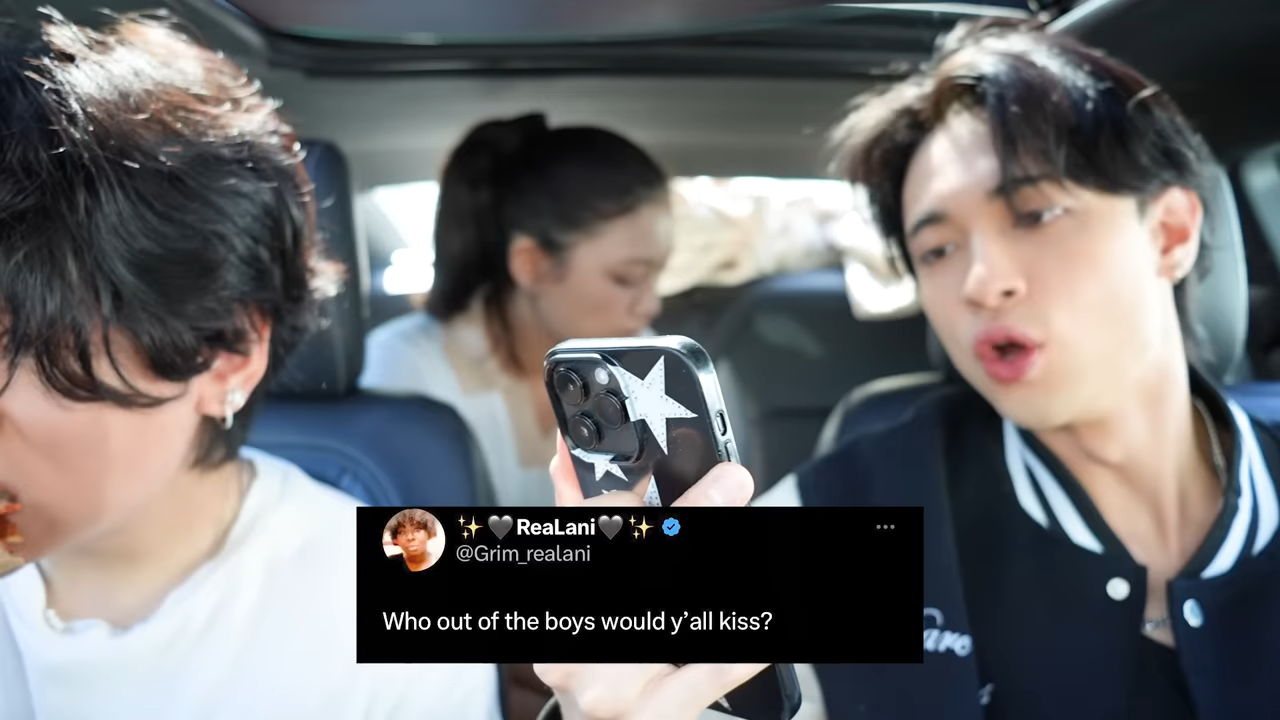 ✨🖤ReaLani🖤✨
@Grim_realani
Who out of the boys would y’all kiss?